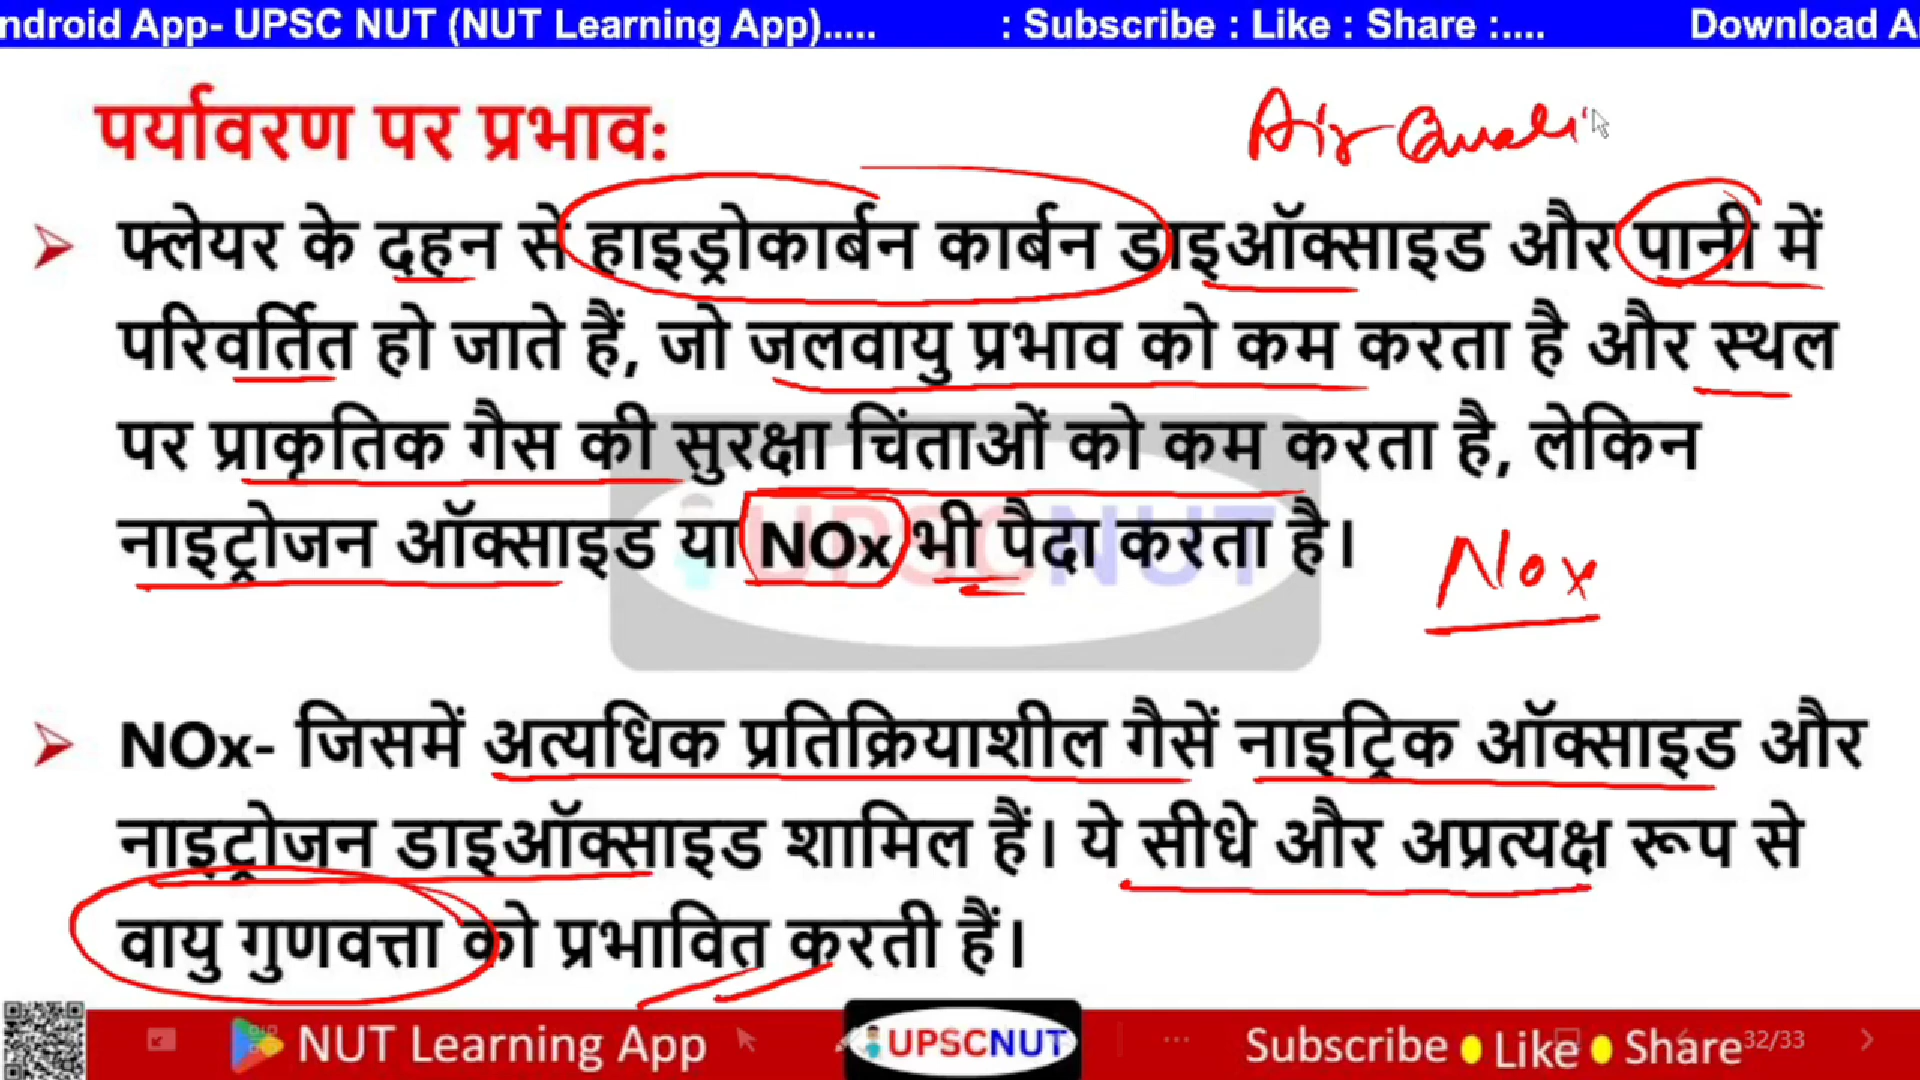 ndroid App- UPSC NUT (NUT Learning App)..... : Subscribe : Like : Share :.... Download A
पर्यावरण पर प्रभाव:
Air Quali
फ्लेयर के दहन से हाइड्रोकार्बन कार्बन डाइऑक्साइड और पानी में
परिवर्तित हो जाते हैं, जो जलवायु प्रभाव को कम करता है और स्थल
पर प्राकृतिक गैस की सुरक्षा चिंताओं को कम करता है, लेकिन
नाइट्रोजन ऑक्साइड या NOx भी पैदा करता है।
Nox
UPSCNUT
NOx- जिसमें अत्यधिक प्रतिक्रियाशील गैसें नाइट्रिक ऑक्साइड और
नाइट्रोजन डाइऑक्साइड शामिल हैं। ये सीधे और अप्रत्यक्ष रूप से
वायु गुणवत्ता को प्रभावित करती हैं।
NUT Learning App UPSCNUT Subscribe Like Share 32/33